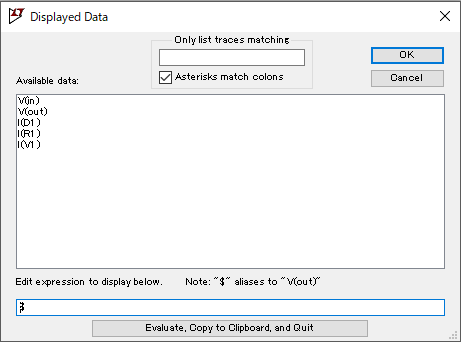 Displayed Data
Only list traces matching
OK
Asterisks match colons
Cancel
Available data:
V(in)
V(out)
I(D1)
I(R1)
I(V1)
Edit expression to display below. Note: "$" aliases to "V(out)"
$
Evaluate, Copy to Clipboard, and Quit